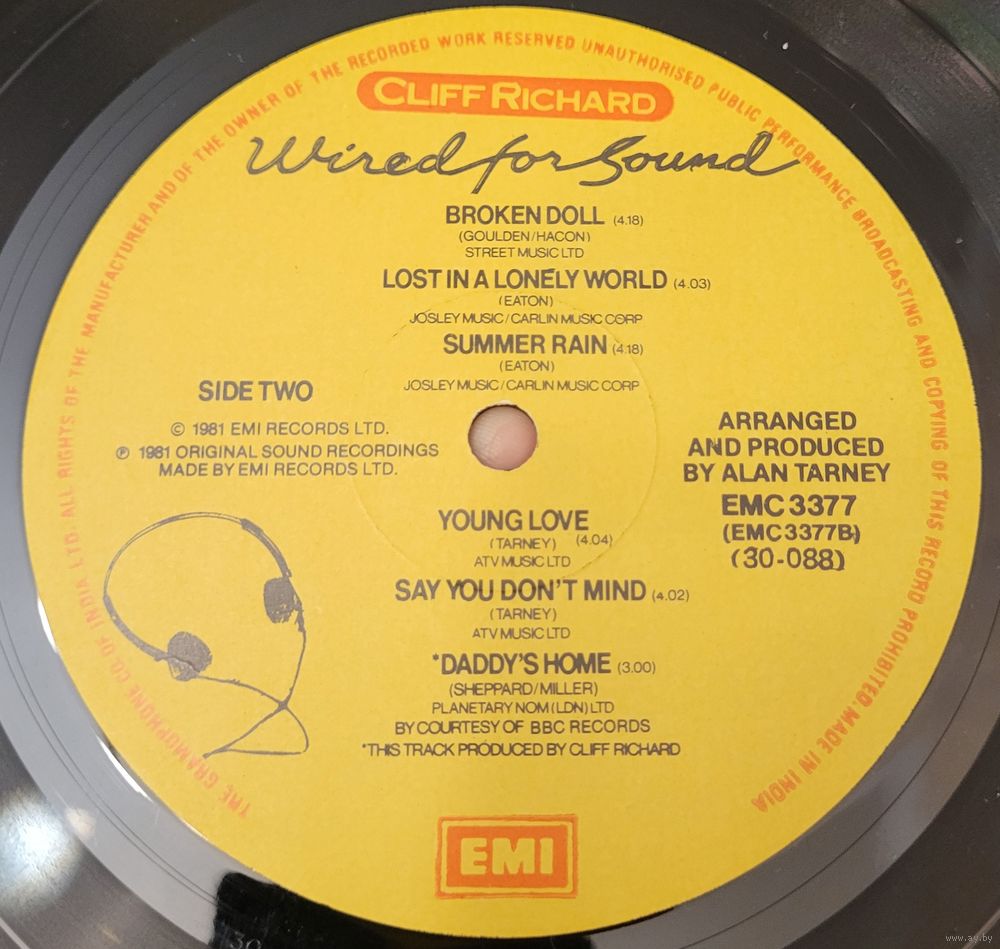 THE GRAMOPHONE CO. OF INDIA LTD. ALL RIGHTS OF THE MANUFACTURER AND OF THE OWNER OF THE RECORDED WORK RESERVED UNAUTHORISED PUBLIC PERFORMANCE BROADCASTING AND COPYING OF THIS RECORD PROHIBITED. MADE IN INDIA
CLIFF RICHARD
Wired for Sound
BROKEN DOLL (4.18)
(GOULDEN/HACON)
STREET MUSIC LTD
LOST IN A LONELY WORLD (4.03)
(EATON)
JOSLEY MUSIC/CARLIN MUSIC CORP
SUMMER RAIN (4.18)
(EATON)
JOSLEY MUSIC/CARLIN MUSIC CORP
SIDE TWO
© 1981 EMI RECORDS LTD.
℗ 1981 ORIGINAL SOUND RECORDINGS
MADE BY EMI RECORDS LTD.
ARRANGED
AND PRODUCED
BY ALAN TARNEY
EMC 3377
(EMC 3377B)
(30-088)
YOUNG LOVE
(TARNEY) (4.04)
ATV MUSIC LTD
SAY YOU DON'T MIND (4.02)
(TARNEY)
ATV MUSIC LTD
*DADDY'S HOME (3.00)
(SHEPPARD/MILLER)
PLANETARY NOM (LDN) LTD
BY COURTESY OF BBC RECORDS
*THIS TRACK PRODUCED BY CLIFF RICHARD
EMI
30
www.ay.by